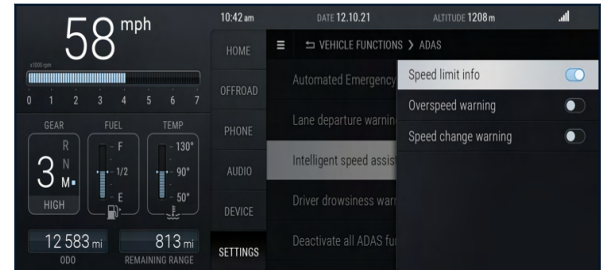 58 mph
x1000 rpm
0 1 2 3 4 5 6 7
GEAR
R
3 N
M
HIGH
FUEL
F
1/2
E
TEMP
130°
90°
50°
12 583 mi
ODO
813 mi
REMAINING RANGE
10:42 am
DATE 12.10.21
ALTITUDE 1208 m
HOME
OFFROAD
PHONE
AUDIO
DEVICE
SETTINGS
VEHICLE FUNCTIONS > ADAS
Automated Emergency
Lane departure warnin
Intelligent speed assist
Driver drowsiness warn
Deactivate all ADAS fu
Speed limit info
Overspeed warning
Speed change warning